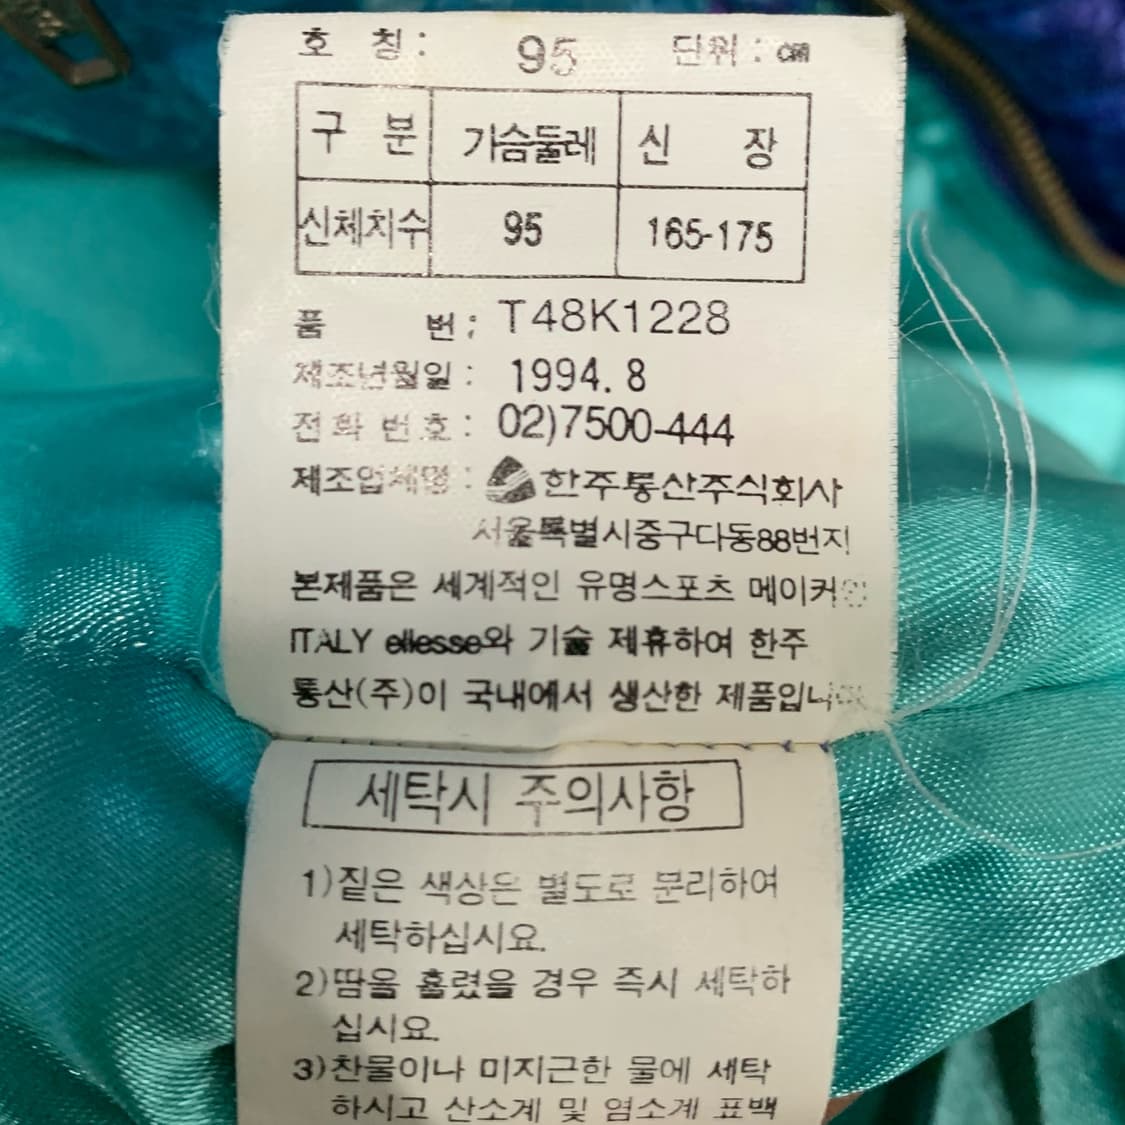 호 칭 : 95 단위 : cm
구 분 가슴둘레 신 장
신체치수 95 165-175
품 번 ; T48K1228
제조년월일 : 1994. 8
전화 번호 : 02)7500-444
제조업체명 : 한주통산주식회사
서울특별시중구다동88번지
본제품은 세계적인 유명스포츠 메이커인
ITALY ellesse와 기술 제휴하여 한주
통산(주)이 국내에서 생산한 제품입니다
세탁시 주의사항
1)짙은 색상은 별도로 분리하여
세탁하십시요.
2)땀을 흘렸을 경우 즉시 세탁하
십시요.
3)찬물이나 미지근한 물에 세탁
하시고 산소계 및 염소계 표백